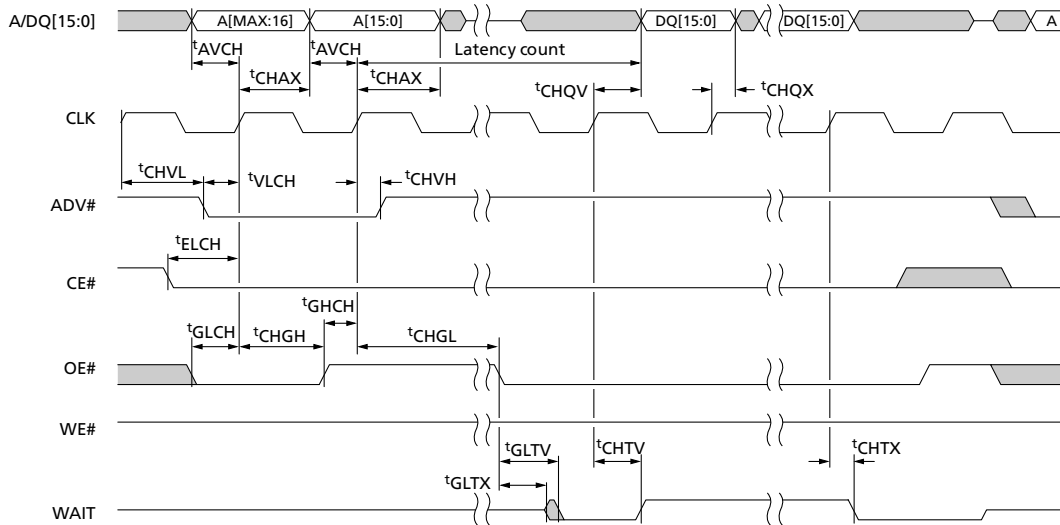 A/DQ[15:0]
A[MAX:16]
A[15:0]
DQ[15:0]
DQ[15:0]
A
tAVCH
tAVCH
Latency count
tCHAX
tCHAX
tCHQV
tCHQX
CLK
tCHVL
tVLCH
tCHVH
ADV#
tELCH
CE#
tGHCH
tGLCH
tCHGH
tCHGL
OE#
WE#
tGLTV
tCHTV
tCHTX
tGLTX
WAIT